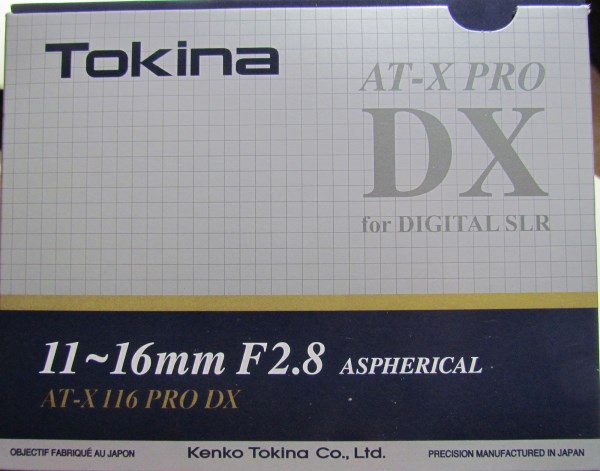 Tokina
AT-X PRO
DX
for DIGITAL SLR
11~16mm F2.8 ASPHERICAL
AT-X 116 PRO DX
OBJECTIF FABRIQUÉ AU JAPON Kenko Tokina Co., Ltd. PRECISION MANUFACTURED IN JAPAN